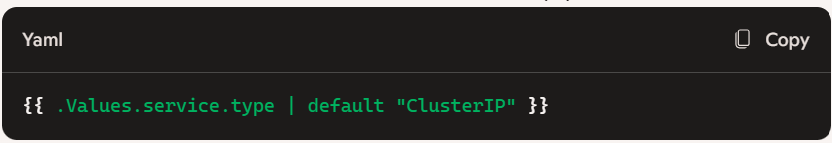 Yaml
Copy
{{ .Values.service.type | default "ClusterIP" }}